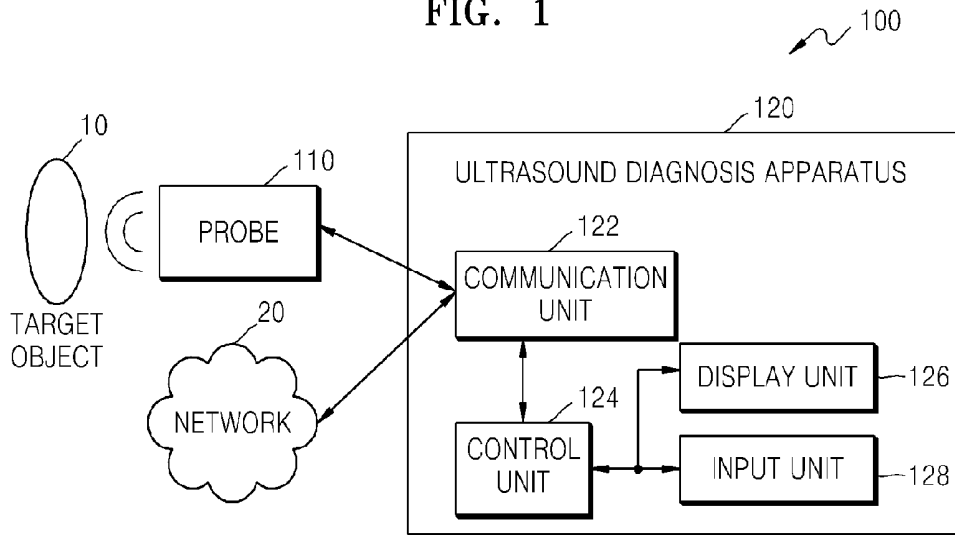 FIG. 1
100
120
10
110
ULTRASOUND DIAGNOSIS APPARATUS
PROBE
122
COMMUNICATION
UNIT
TARGET
OBJECT
20
NETWORK
DISPLAY UNIT
126
124
CONTROL
UNIT
INPUT UNIT
128